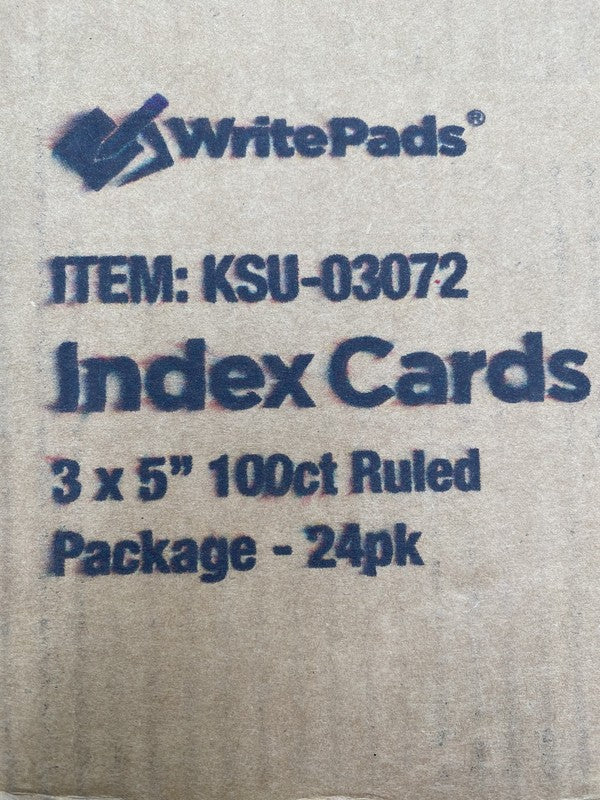 WritePads®
ITEM: KSU-03072
Index Cards
3 x 5” 100ct Ruled
Package - 24pk